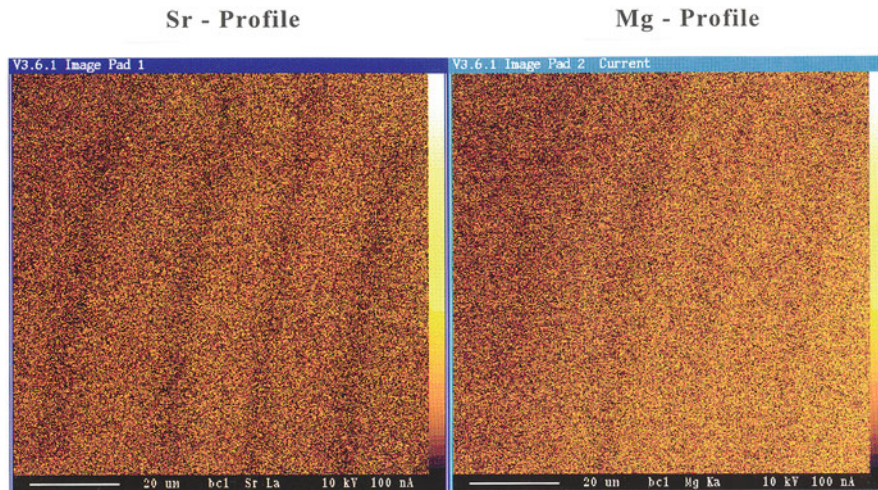 Sr - Profile
Mg - Profile
V3.6.1 Image Pad 1
V3.6.1 Image Pad 2 Current
20 um bc1 Sr La 10 kV 100 nA
20 um bc1 Mg Ka 10 kV 100 nA